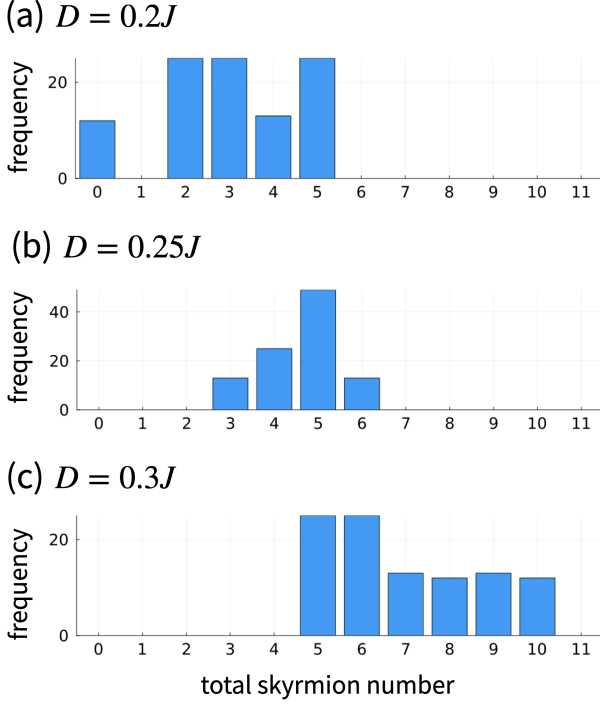 (a) D = 0.2J
frequency
20
0
0 1 2 3 4 5 6 7 8 9 10 11
(b) D = 0.25J
frequency
40
20
0
0 1 2 3 4 5 6 7 8 9 10 11
(c) D = 0.3J
frequency
20
0
0 1 2 3 4 5 6 7 8 9 10 11
total skyrmion number